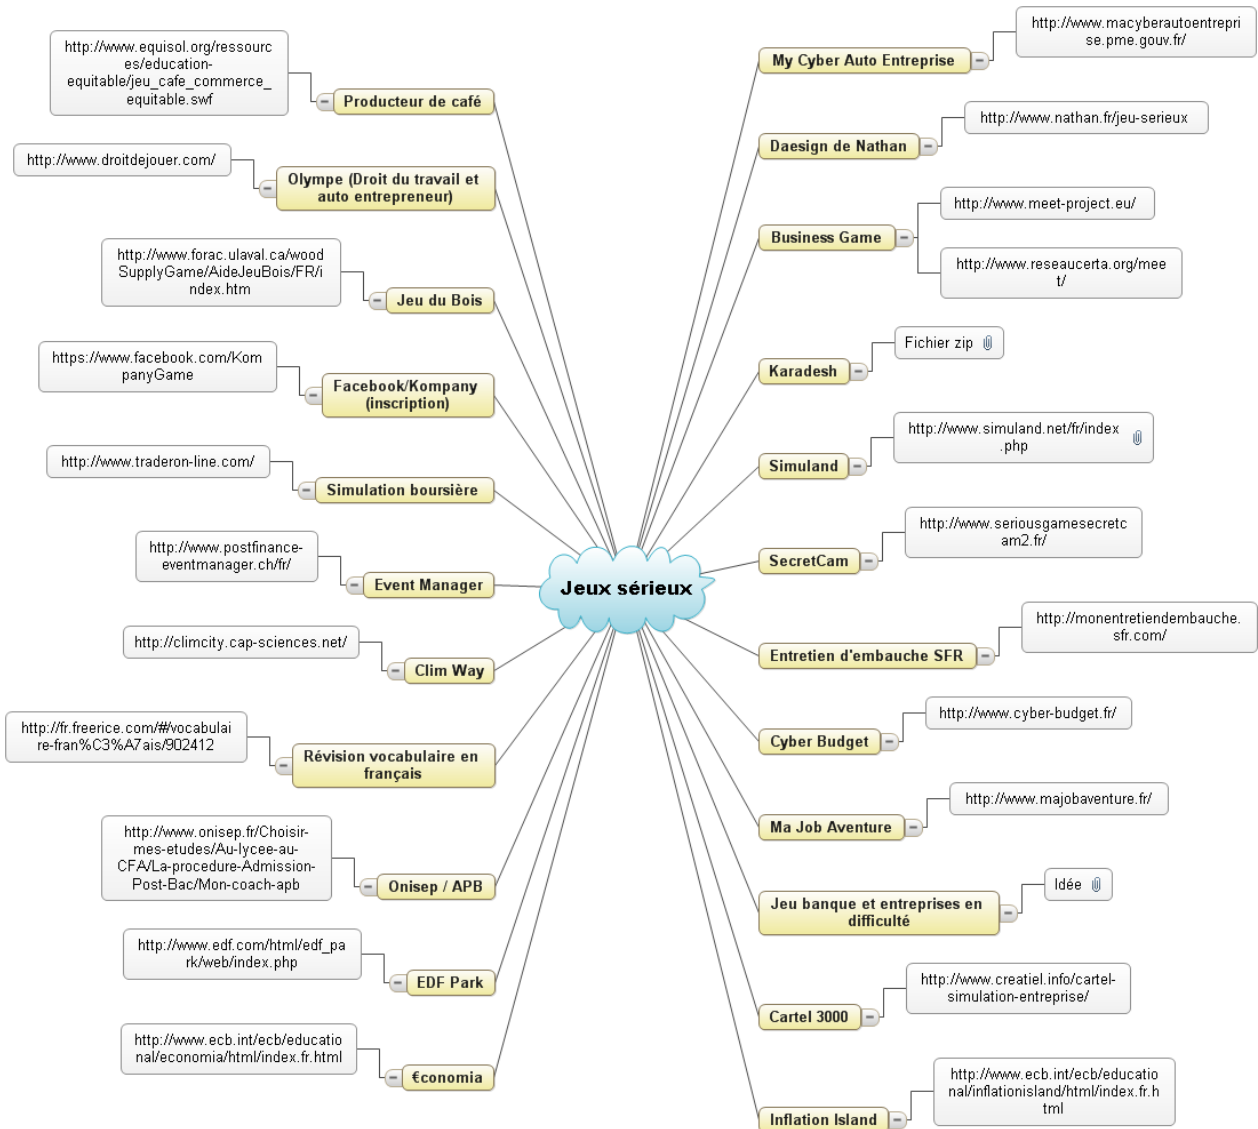 http://www.equisol.org/ressourc
es/education-
equitable/jeu_cafe_commerce_
equitable.swf
Producteur de café
http://www.droitdejouer.com/
Olympe (Droit du travail et
auto entrepreneur)
http://www.forac.ulaval.ca/wood
SupplyGame/AideJeuBois/FR/i
ndex.htm
Jeu du Bois
https://www.facebook.com/Kom
panyGame
Facebook/Kompany
(inscription)
http://www.traderon-line.com/
Simulation boursière
http://www.postfinance-
eventmanager.ch/fr/
Event Manager
http://climcity.cap-sciences.net/
Clim Way
http://fr.freerice.com/#/vocabulai
re-fran%C3%A7ais/902412
Révision vocabulaire en
français
http://www.onisep.fr/Choisir-
mes-etudes/Au-lycee-au-
CFA/La-procedure-Admission-
Post-Bac/Mon-coach-apb
Onisep / APB
http://www.edf.com/html/edf_pa
rk/web/index.php
EDF Park
http://www.ecb.int/ecb/educatio
nal/economia/html/index.fr.html
€conomia
Jeux sérieux
http://www.macyberautoentrepri
se.pme.gouv.fr/
My Cyber Auto Entreprise
http://www.nathan.fr/jeu-serieux
Daesign de Nathan
http://www.meet-project.eu/
Business Game
http://www.reseaucerta.org/mee
t/
Fichier zip
Karadesh
http://www.simuland.net/fr/index
.php
Simuland
http://www.seriousgamesecretc
am2.fr/
SecretCam
http://monentretiendembauche.
sfr.com/
Entretien d'embauche SFR
http://www.cyber-budget.fr/
Cyber Budget
http://www.majobaventure.fr/
Ma Job Aventure
Idée
Jeu banque et entreprises en
difficulté
http://www.creatiel.info/cartel-
simulation-entreprise/
Cartel 3000
http://www.ecb.int/ecb/educatio
nal/inflationisland/html/index.fr.h
tml
Inflation Island